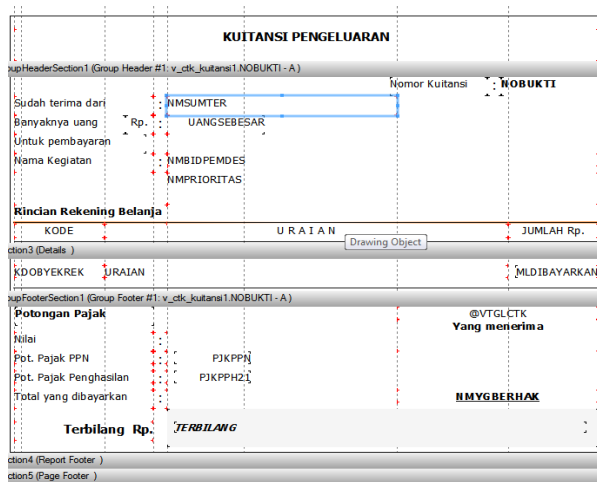 KUITANSI PENGELUARAN
oupHeaderSection1 (Group Header #1: v_ctk_kuitansi1.NOBUKTI - A )
Nomor Kuitansi : NOBUKTI
Sudah terima dari : NMSUMTER
Banyaknya uang Rp. : UANGSEBESAR
Untuk pembayaran :
Nama Kegiatan : NMBIDPEMDES
NMPRIORITAS
Rincian Rekening Belanja
KODE U R A I A N JUMLAH Rp.
Drawing Object
ction3 (Details )
KDOBYEKREK URAIAN MLDIBAYARKAN
oupFooterSection1 (Group Footer #1: v_ctk_kuitansi1.NOBUKTI - A )
Potongan Pajak @VTGLCTK
Yang menerima
Nilai :
Pot. Pajak PPN : PJKPPN
Pot. Pajak Penghasilan : PJKPPH21
Total yang dibayarkan : NMYGBERHAK
Terbilang Rp. TERBILANG
ction4 (Report Footer )
ction5 (Page Footer )